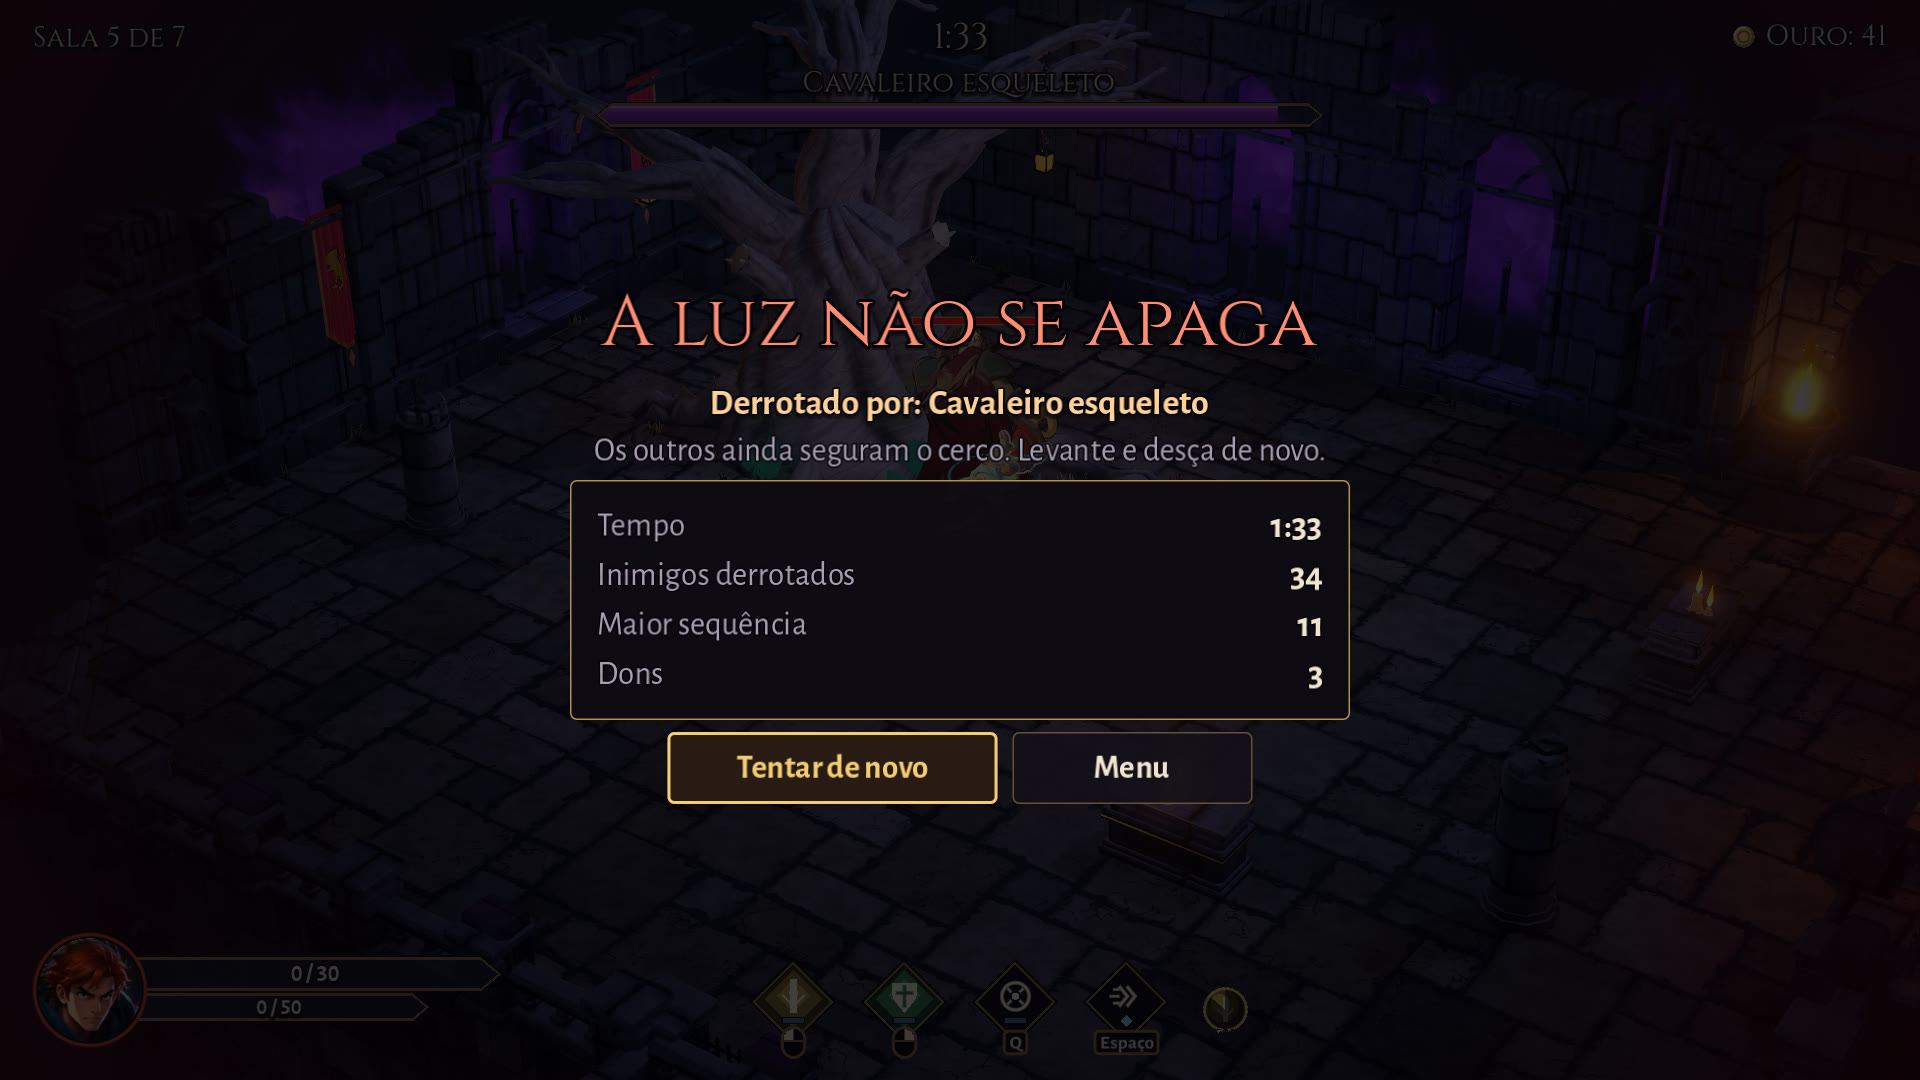 Sala 5 de 7
1:33
Ouro: 41
Cavaleiro esqueleto
A luz não se apaga
Derrotado por: Cavaleiro esqueleto
Os outros ainda seguram o cerco. Levante e desça de novo.
Tempo 1:33
Inimigos derrotados 34
Maior sequência 11
Dons 3
Tentar de novo
Menu
0/30
0/50
Q
Espaço